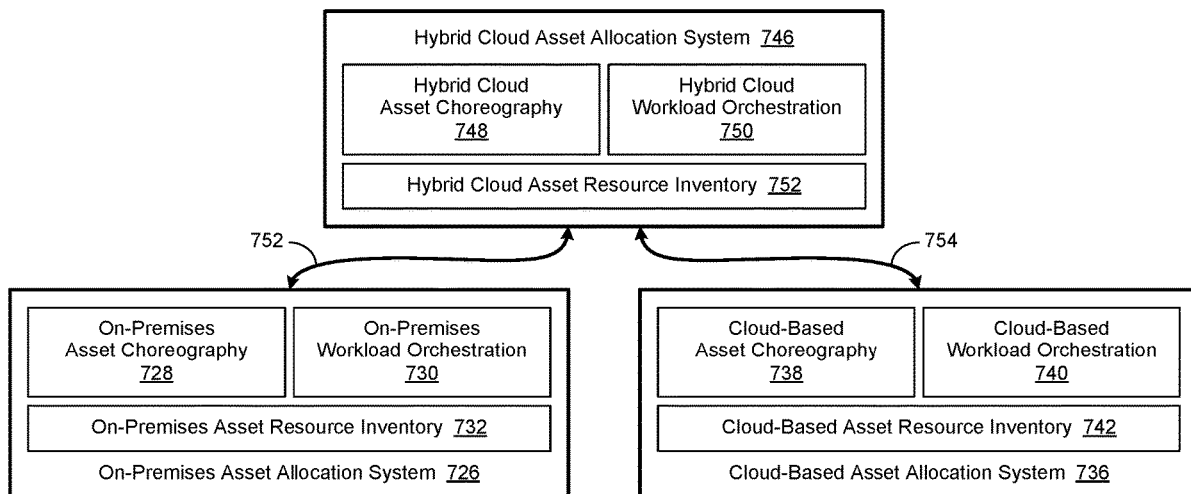 Hybrid Cloud Asset Allocation System 746
Hybrid Cloud
Asset Choreography
748
Hybrid Cloud
Workload Orchestration
750
Hybrid Cloud Asset Resource Inventory 752
752
754
On-Premises
Asset Choreography
728
On-Premises
Workload Orchestration
730
On-Premises Asset Resource Inventory 732
On-Premises Asset Allocation System 726
Cloud-Based
Asset Choreography
738
Cloud-Based
Workload Orchestration
740
Cloud-Based Asset Resource Inventory 742
Cloud-Based Asset Allocation System 736